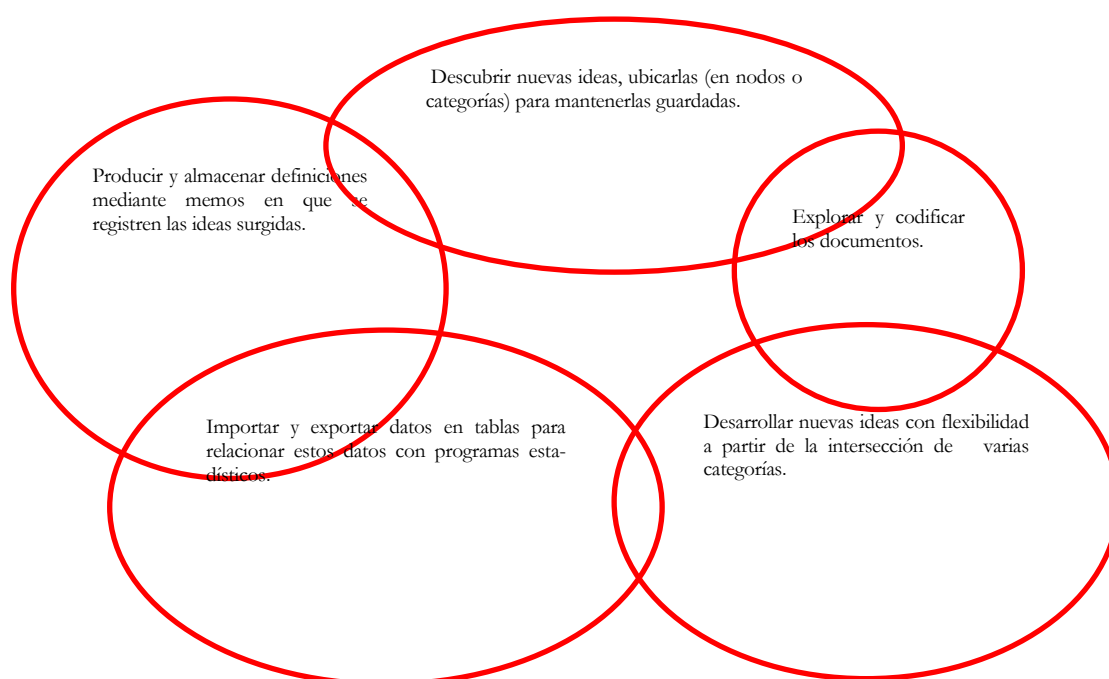 Descubrir nuevas ideas, ubicarlas (en nodos o
categorías) para mantenerlas guardadas.
Producir y almacenar definiciones
mediante memos en que se
registren las ideas surgidas.
Explorar y codificar
los documentos.
Importar y exportar datos en tablas para
relacionar estos datos con programas esta-
dísticos.
Desarrollar nuevas ideas con flexibilidad
a partir de la intersección de varias
categorías.